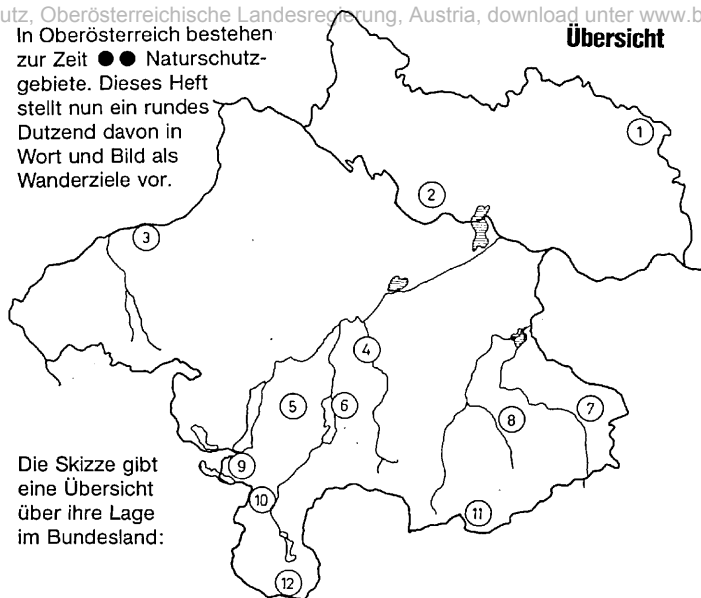 utz, Oberösterreichische Landesregierung, Austria, download unter www.b
In Oberösterreich bestehen
zur Zeit ●● Naturschutz-
gebiete. Dieses Heft
stellt nun ein rundes
Dutzend davon in
Wort und Bild als
Wanderziele vor.
Übersicht
1
2
3
4
5
6
7
8
9
10
11
12
Die Skizze gibt
eine Übersicht
über ihre Lage
im Bundesland: